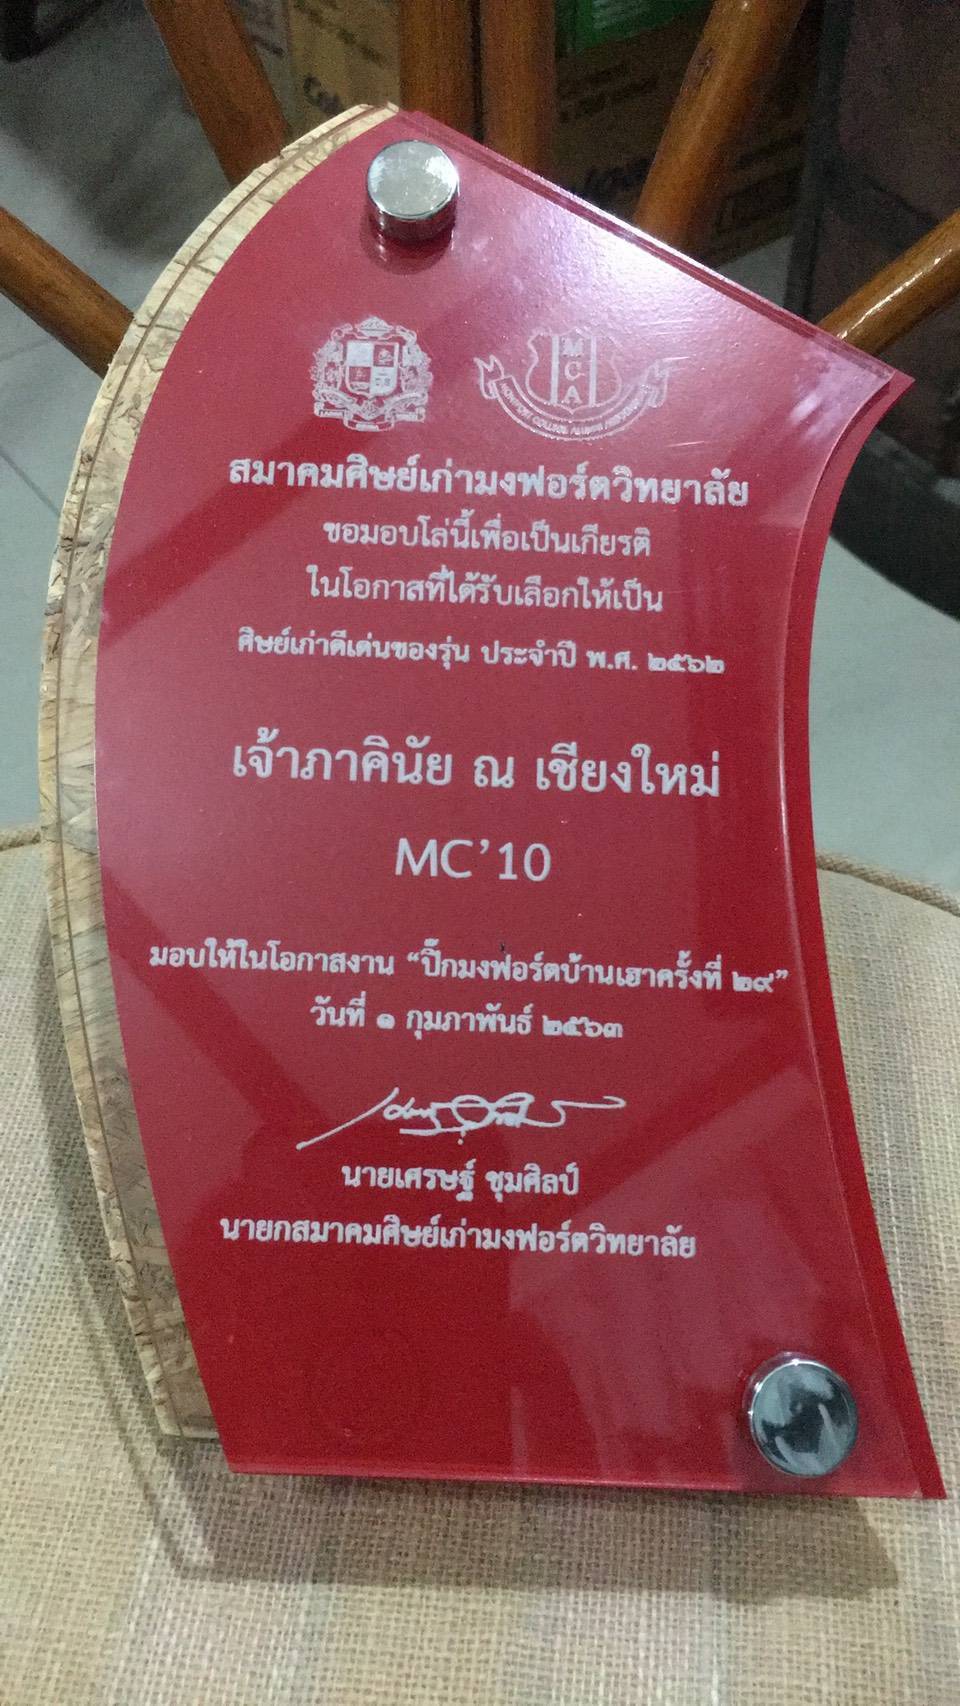 M
C
A
MONTFORT COLLEGE ALUMNI ASSOCIATION
สมาคมศิษย์เก่ามงฟอร์ตวิทยาลัย
ขอมอบโล่นี้เพื่อเป็นเกียรติ
ในโอกาสที่ได้รับเลือกให้เป็น
ศิษย์เก่าดีเด่นของรุ่น ประจำปี พ.ศ. ๒๕๖๒
เจ้าภาคินัย ณ เชียงใหม่
MC’10
มอบให้ในโอกาสงาน “ปิ๊กมงฟอร์ตบ้านเฮาครั้งที่ ๒๙”
วันที่ ๑ กุมภาพันธ์ ๒๕๖๓
นายเศรษฐ์ ชุมศิลป์
นายกสมาคมศิษย์เก่ามงฟอร์ตวิทยาลัย